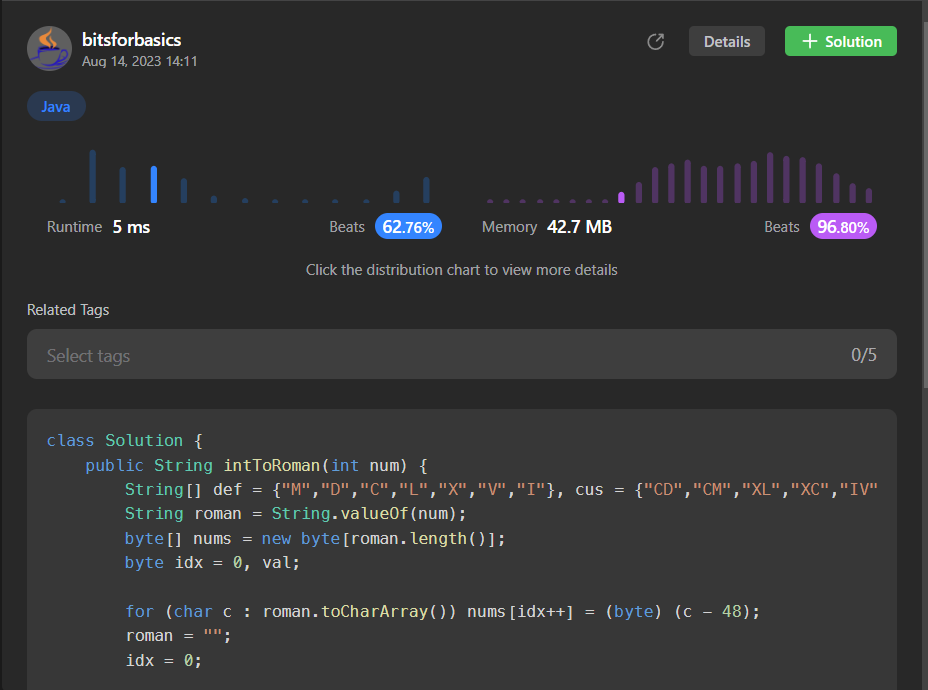 bitsforbasics
Aug 14, 2023 14:11
Details
+ Solution
Java
Runtime 5 ms
Beats 62.76%
Memory 42.7 MB
Beats 96.80%
Click the distribution chart to view more details
Related Tags
Select tags
0/5
class Solution {
    public String intToRoman(int num) {
        String[] def = {"M","D","C","L","X","V","I"}, cus = {"CD","CM","XL","XC","IV"
        String roman = String.valueOf(num);
        byte[] nums = new byte[roman.length()];
        byte idx = 0, val;
        for (char c : roman.toCharArray()) nums[idx++] = (byte) (c - 48);
        roman = "";
        idx = 0;